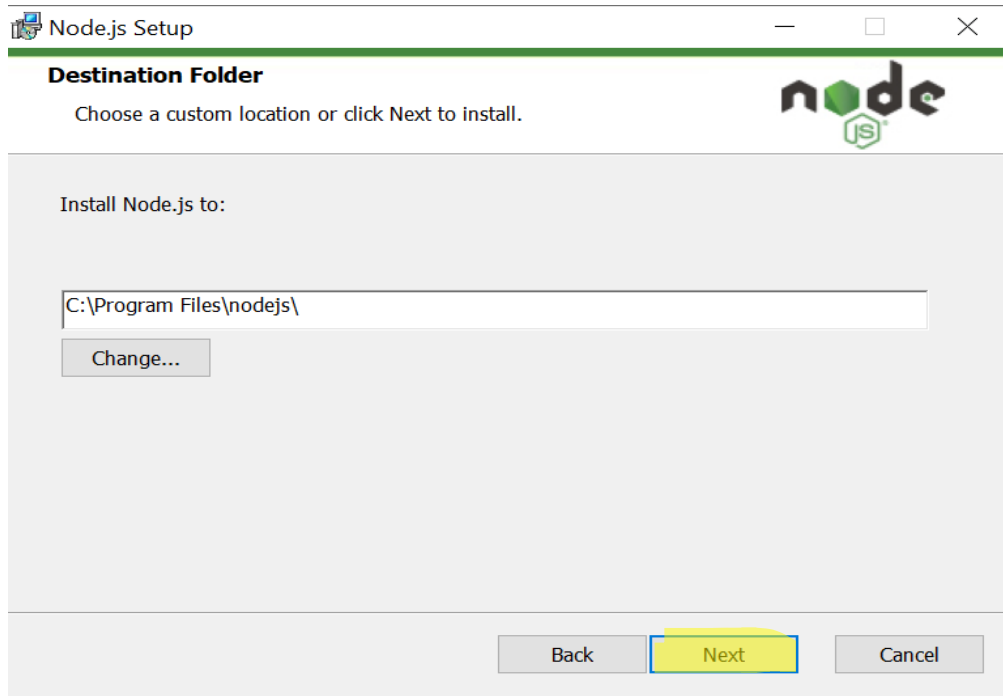 Node.js Setup
Destination Folder
Choose a custom location or click Next to install.
node
JS
Install Node.js to:
C:\Program Files\nodejs\
Change...
Back
Next
Cancel